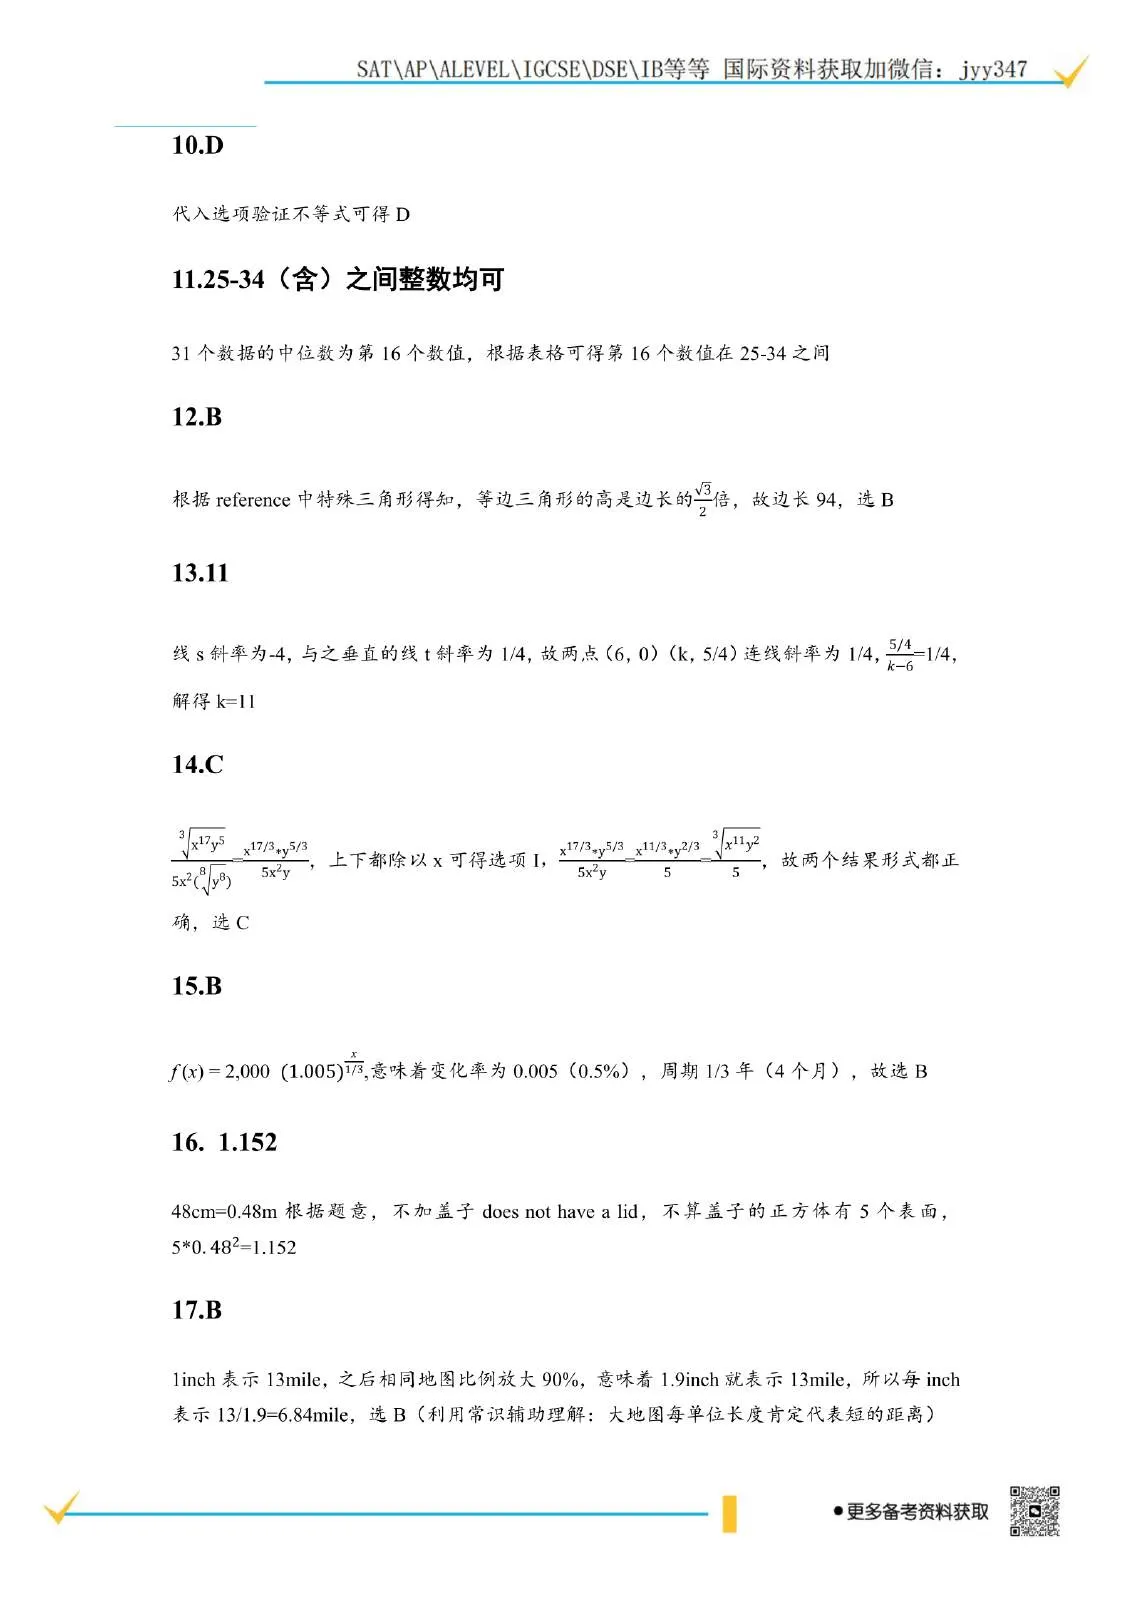 SAT\AP\ALEVEL\IGCSE\DSE\IB等等 国际资料获取加微信：jyy347
10.D
代入选项验证不等式可得 D
11.25-34（含）之间整数均可
31 个数据的中位数为第 16 个数值，根据表格可得第 16 个数值在 25-34 之间
12.B
根据 reference 中特殊三角形得知，等边三角形的高是边长的√3/2倍，故边长 94，选 B
13.11
线 s 斜率为-4，与之垂直的线 t 斜率为 1/4，故两点（6，0）（k，5/4）连线斜率为 1/4，(5/4)/(k−6)=1/4，
解得 k=11
14.C
∛(x¹⁷y⁵)/(5x²(⁸√y⁸))=(x^(17/3)*y^(5/3))/(5x²y)，上下都除以 x 可得选项 I，(x^(17/3)*y^(5/3))/(5x²y)=(x^(11/3)*y^(2/3))/5=∛(x¹¹y²)/5，故两个结果形式都正
确，选 C
15.B
f (x) = 2,000 (1.005)^(x/(1/3)),意味着变化率为 0.005（0.5%），周期 1/3 年（4 个月），故选 B
16. 1.152
48cm=0.48m 根据题意，不加盖子 does not have a lid，不算盖子的正方体有 5 个表面，
5*0.48²=1.152
17.B
1inch 表示 13mile，之后相同地图比例放大 90%，意味着 1.9inch 就表示 13mile，所以每 inch
表示 13/1.9=6.84mile，选 B（利用常识辅助理解：大地图每单位长度肯定代表短的距离）
●更多备考资料获取